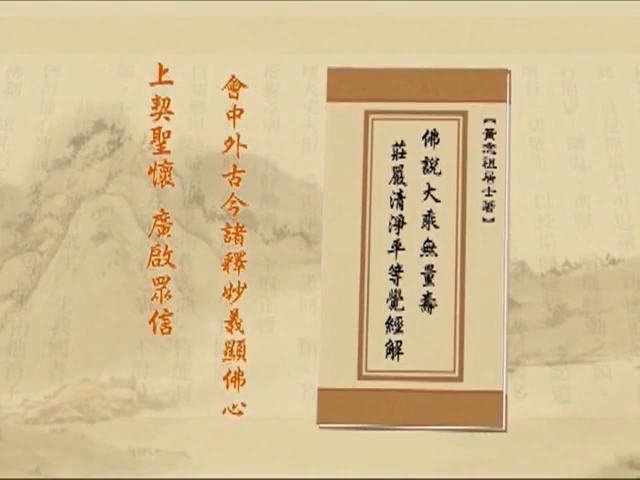 【黃念祖居士著】
佛說大乘無量壽
莊嚴清淨平等覺經解
會中外古今諸釋妙義顯佛心
上契聖懷 廣啟眾信